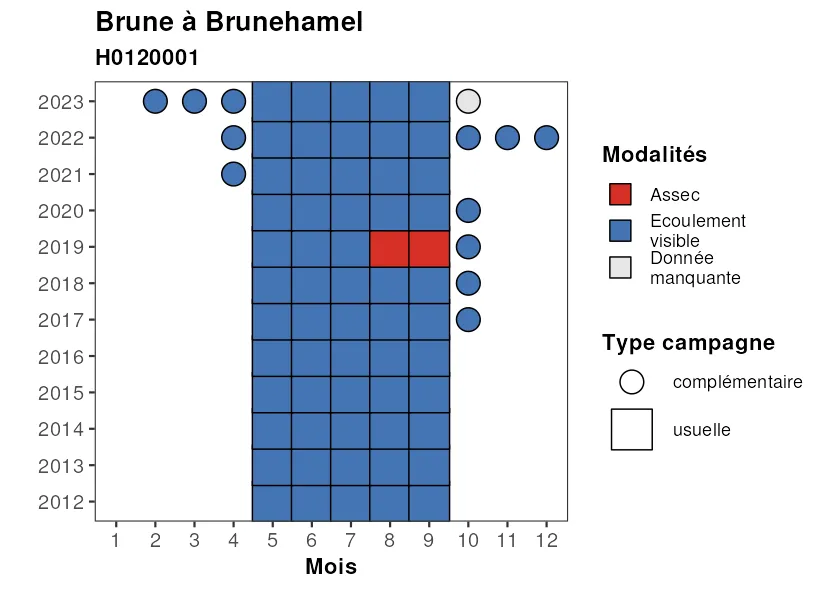 Brune à Brunehamel
H0120001
2023
2022
2021
2020
2019
2018
2017
2016
2015
2014
2013
2012
1 2 3 4 5 6 7 8 9 10 11 12
Mois
Modalités
Assec
Ecoulement
visible
Donnée
manquante
Type campagne
complémentaire
usuelle